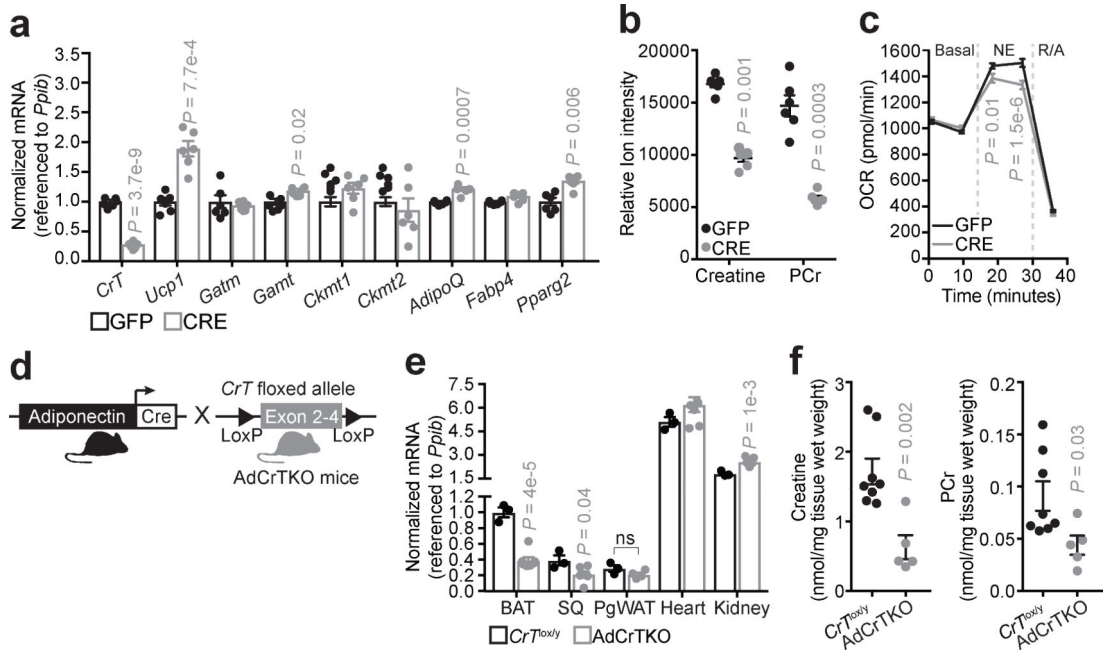 a
Normalized mRNA
(referenced to Ppib)
3.5
3.0
2.5
2.0
1.5
1.0
0.5
0.0
P = 3.7e-9
P = 7.7e-4
P = 0.02
P = 0.0007
P = 0.006
CrT
Ucp1
Gatm
Gamt
Ckmt1
Ckmt2
AdipoQ
Fabp4
Pparg2
GFP CRE
b
Relative Ion intensity
20000
15000
10000
5000
0
P = 0.001
P = 0.0003
GFP
CRE
Creatine PCr
c
Basal NE R/A
OCR (pmol/min)
1600
1400
1200
1000
800
600
400
200
0
P = 0.01
P = 1.5e-6
GFP
CRE
0 10 20 30 40
Time (minutes)
d
CrT floxed allele
Adiponectin Cre X Exon 2-4
LoxP LoxP
AdCrTKO mice
e
Normalized mRNA
(referenced to Ppib)
7.5
6.0
4.5
3.0
1.5
1.0
0.8
0.6
0.4
0.2
0.0
P = 4e-5
P = 0.04
ns
P = 1e-3
BAT SQ PgWAT Heart Kidney
CrTlox/y AdCrTKO
f
Creatine
(nmol/mg tissue wet weight)
3
2
1
0
P = 0.002
CrTlox/y
AdCrTKO
PCr
(nmol/mg tissue wet weight)
0.2
0.15
0.1
0.05
0
P = 0.03
CrTlox/y
AdCrTKO